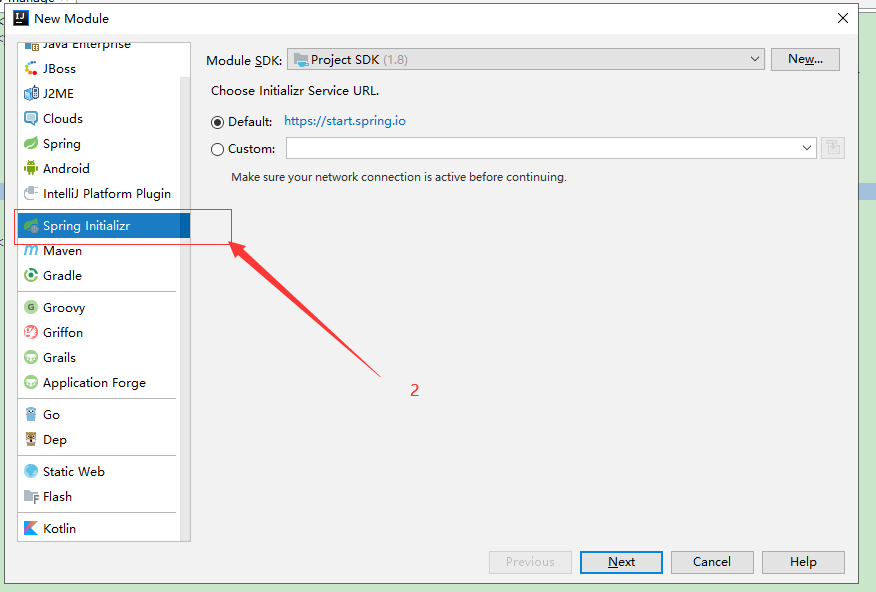 manage
New Module
Java Enterprise
JBoss
J2ME
Clouds
Spring
Android
IntelliJ Platform Plugin
Spring Initializr
Maven
Gradle
Groovy
Griffon
Grails
Application Forge
Go
Dep
Static Web
Flash
Kotlin
Module SDK: Project SDK (1.8) New...
Choose Initializr Service URL.
Default: https://start.spring.io
Custom:
Make sure your network connection is active before continuing.
2
Previous Next Cancel Help